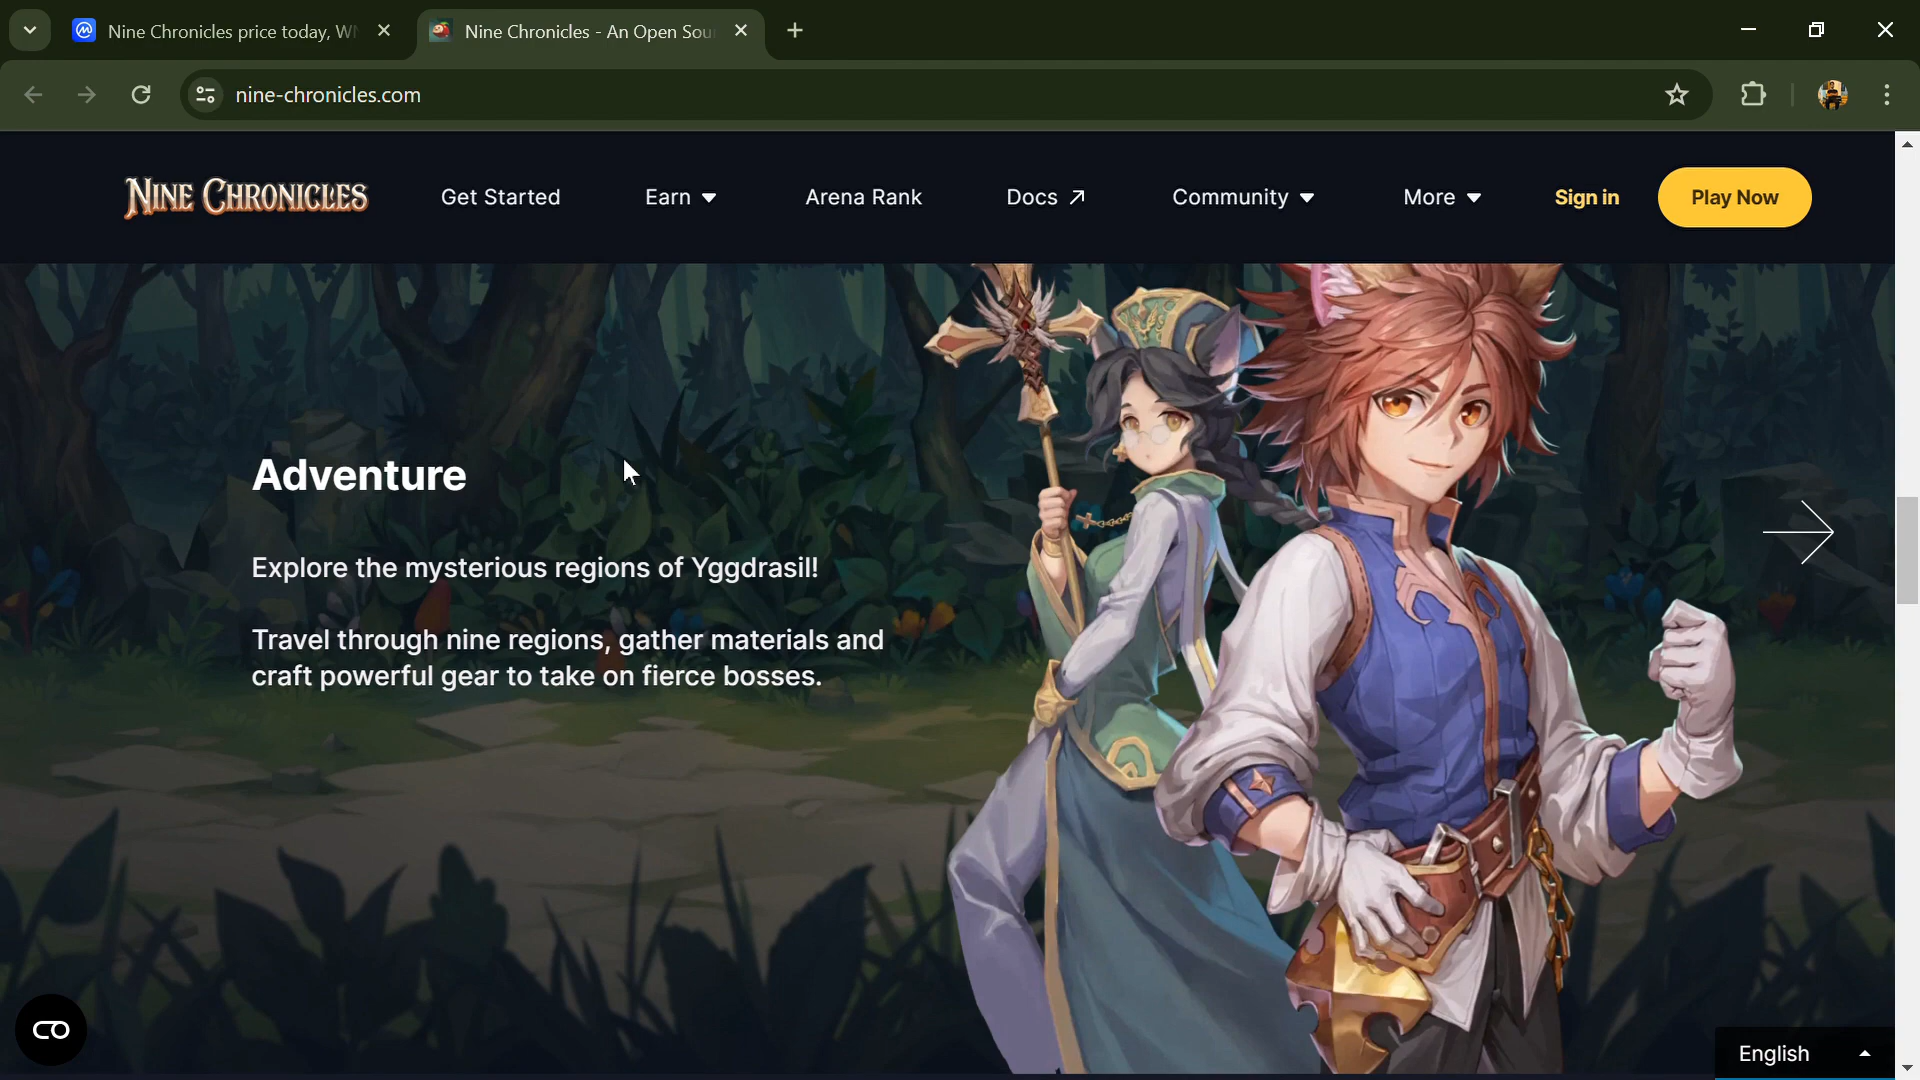 Nine Chronicles price today, W
Nine Chronicles - An Open Sou
nine-chronicles.com
NINE CHRONICLES
Get Started
Earn
Arena Rank
Docs
Community
More
Sign in
Play Now
Adventure
Explore the mysterious regions of Yggdrasil!
Travel through nine regions, gather materials and
craft powerful gear to take on fierce bosses.
English